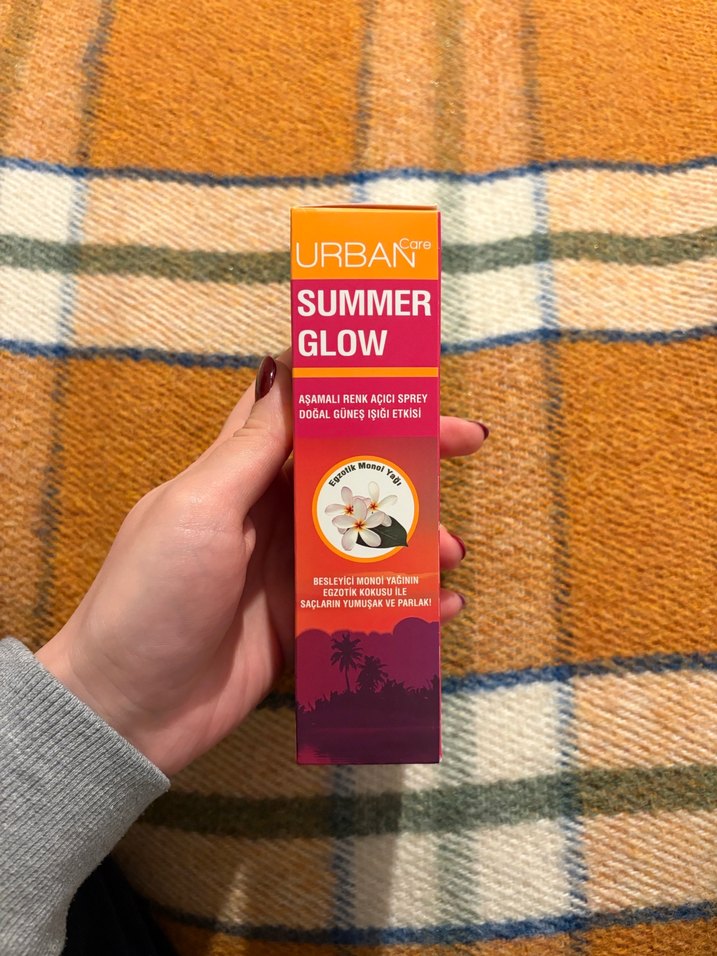 URBAN Care
SUMMER
GLOW
AŞAMALI RENK AÇICI SPREY
DOĞAL GÜNEŞ IŞIĞI ETKİSİ
Egzotik Monoi Yağı
BESLEYİCİ MONOİ YAĞININ
EGZOTİK KOKUSU İLE
SAÇLARIN YUMUŞAK VE PARLAK!